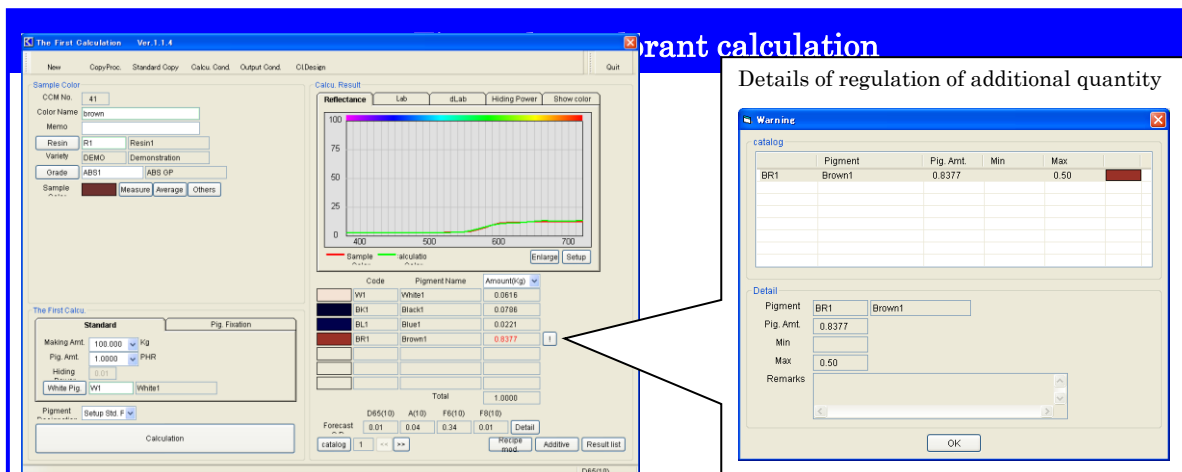 rant calculation
The First Calculation Ver.1.1.4
New CopyProc. Standard Copy Calcu. Cond. Output Cond. CI.Design Quit
Sample Color
CCM No. 41
Color Name brown
Memo
Resin R1 Resin1
Variety DEMO Demonstration
Grade ABS1 ABS GP
Sample Measure Average Others
Calcu. Result
Reflectance Lab dLab Hiding Power Show color
100
75
50
25
0
400 500 600 700
Sample alculatio
Enlarge Setup
Code Pigment Name Amount(Kg)
W1 White1 0.0616
BK1 Black1 0.0786
BL1 Blue1 0.0221
BR1 Brown1 0.8377 !
Total 1.0000
D65(10) A(10) F6(10) F8(10)
Forecast 0.01 0.04 0.34 0.01 Detail
catalog 1 << >> Recipe mod. Additive Result list
D65(10)
The First Calcu.
Standard Pig. Fixation
Making Amt. 100.000 Kg
Pig. Amt. 1.0000 PHR
Hiding 0.01
White Pig. W1 White1
Pigment Setup Std. F
Calculation
Details of regulation of additional quantity
Warning
catalog
Pigment Pig. Amt. Min Max
BR1 Brown1 0.8377 0.50
Detail
Pigment BR1 Brown1
Pig. Amt. 0.8377
Min
Max 0.50
Remarks
OK